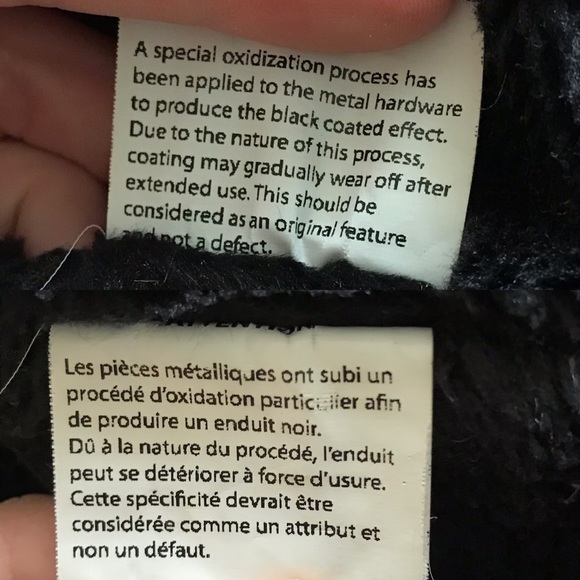 A special oxidization process has
been applied to the metal hardware
to produce the black coated effect.
Due to the nature of this process,
coating may gradually wear off after
extended use. This should be
considered as an original feature
and not a defect.
ATTENTION
Les pièces métalliques ont subi un
procédé d'oxidation particulier afin
de produire un enduit noir.
Dû à la nature du procédé, l'enduit
peut se détériorer à force d'usure.
Cette spécificité devrait être
considérée comme un attribut et
non un défaut.